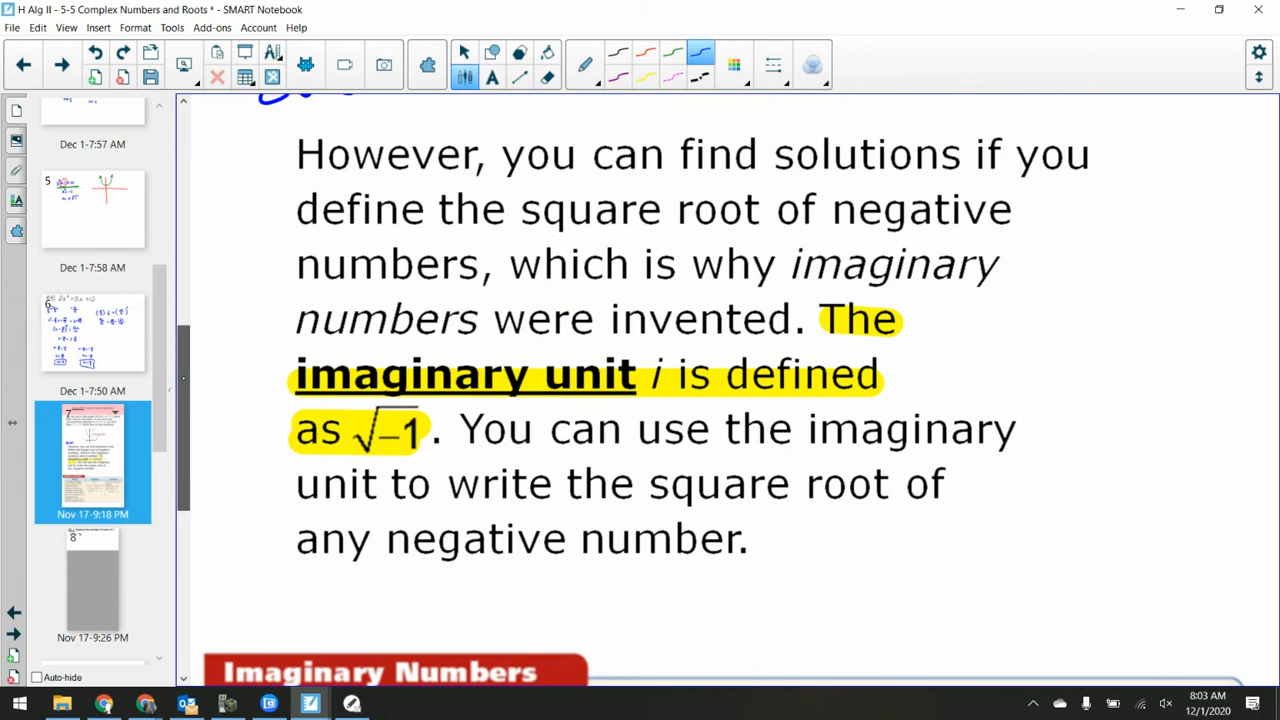 H Alg II - 5-5 Complex Numbers and Roots * - SMART Notebook
File Edit View Insert Format Tools Add-ons Account Help
Dec 1-7:57 AM
5
Dec 1-7:58 AM
6
Dec 1-7:50 AM
7
Nov 17-9:18 PM
8
Nov 17-9:26 PM
Auto-hide
However, you can find solutions if you
define the square root of negative
numbers, which is why imaginary
numbers were invented. The
imaginary unit i is defined
as √−1. You can use the imaginary
unit to write the square root of
any negative number.
Imaginary Numbers
8:03 AM
12/1/2020